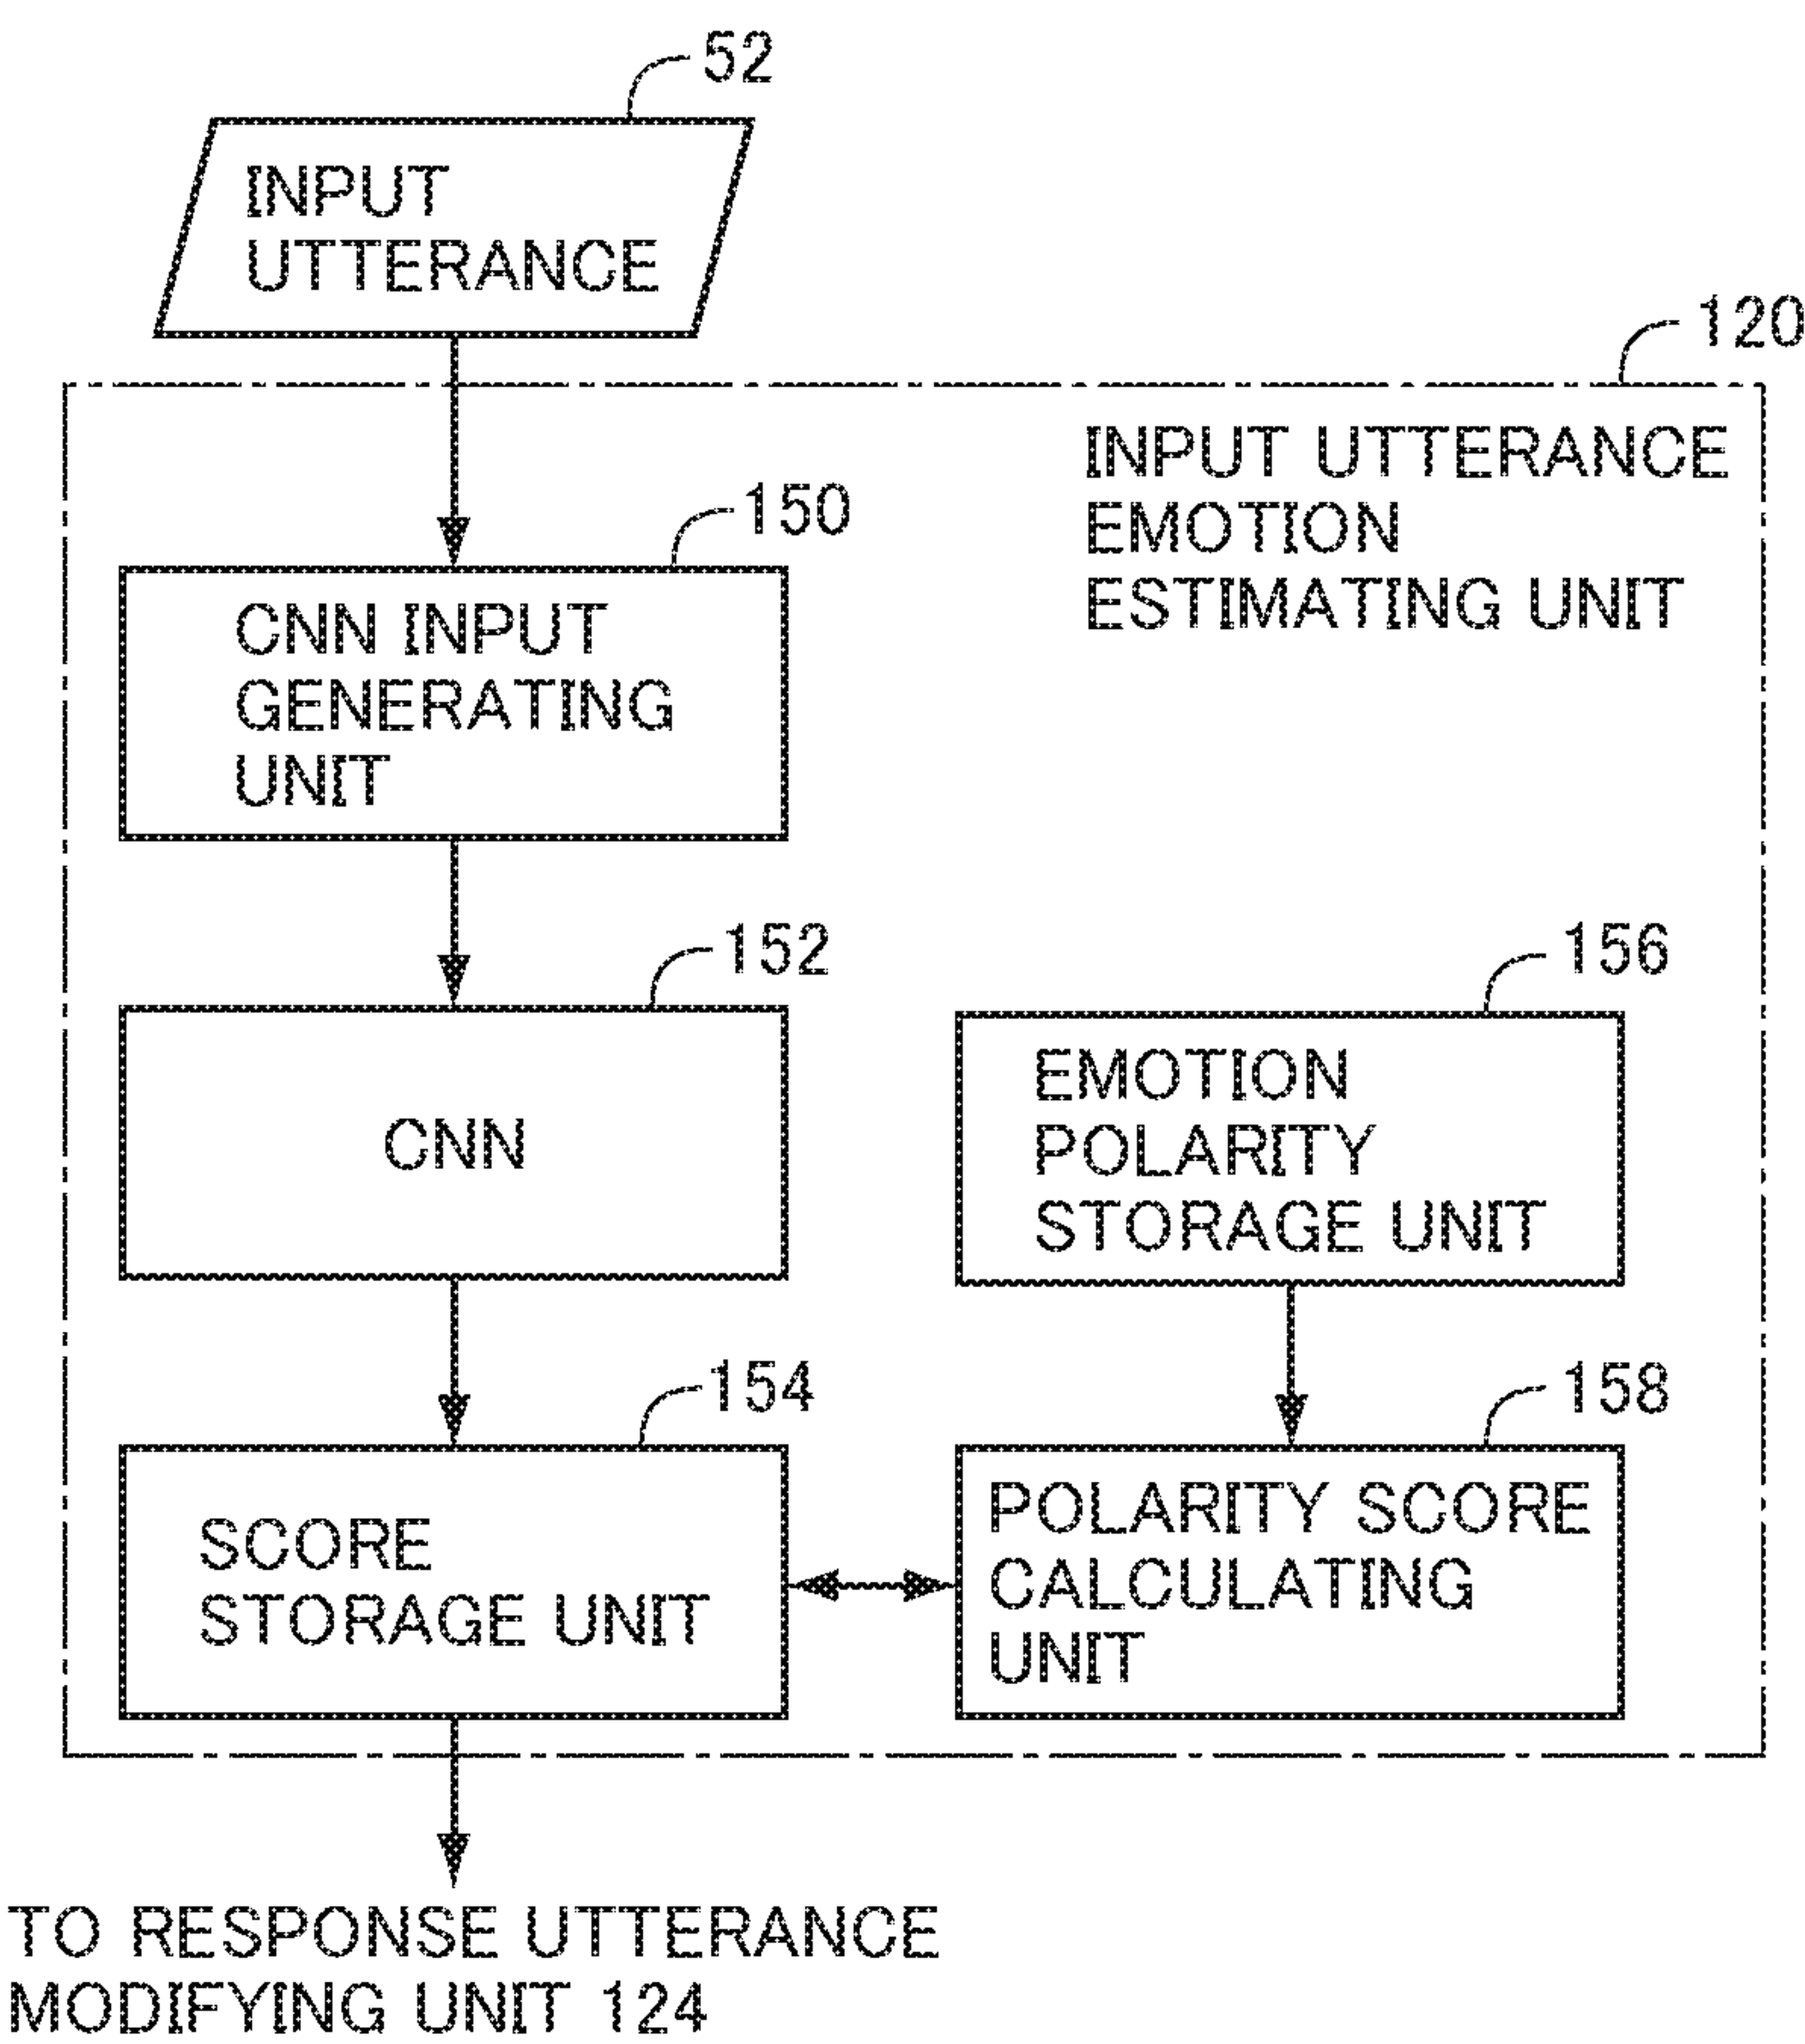 52
INPUT
UTTERANCE
120
INPUT UTTERANCE
EMOTION
ESTIMATING UNIT
150
CNN INPUT
GENERATING
UNIT
152
CNN
156
EMOTION
POLARITY
STORAGE UNIT
154
SCORE
STORAGE UNIT
158
POLARITY SCORE
CALCULATING
UNIT
TO RESPONSE UTTERANCE
MODIFYING UNIT 124